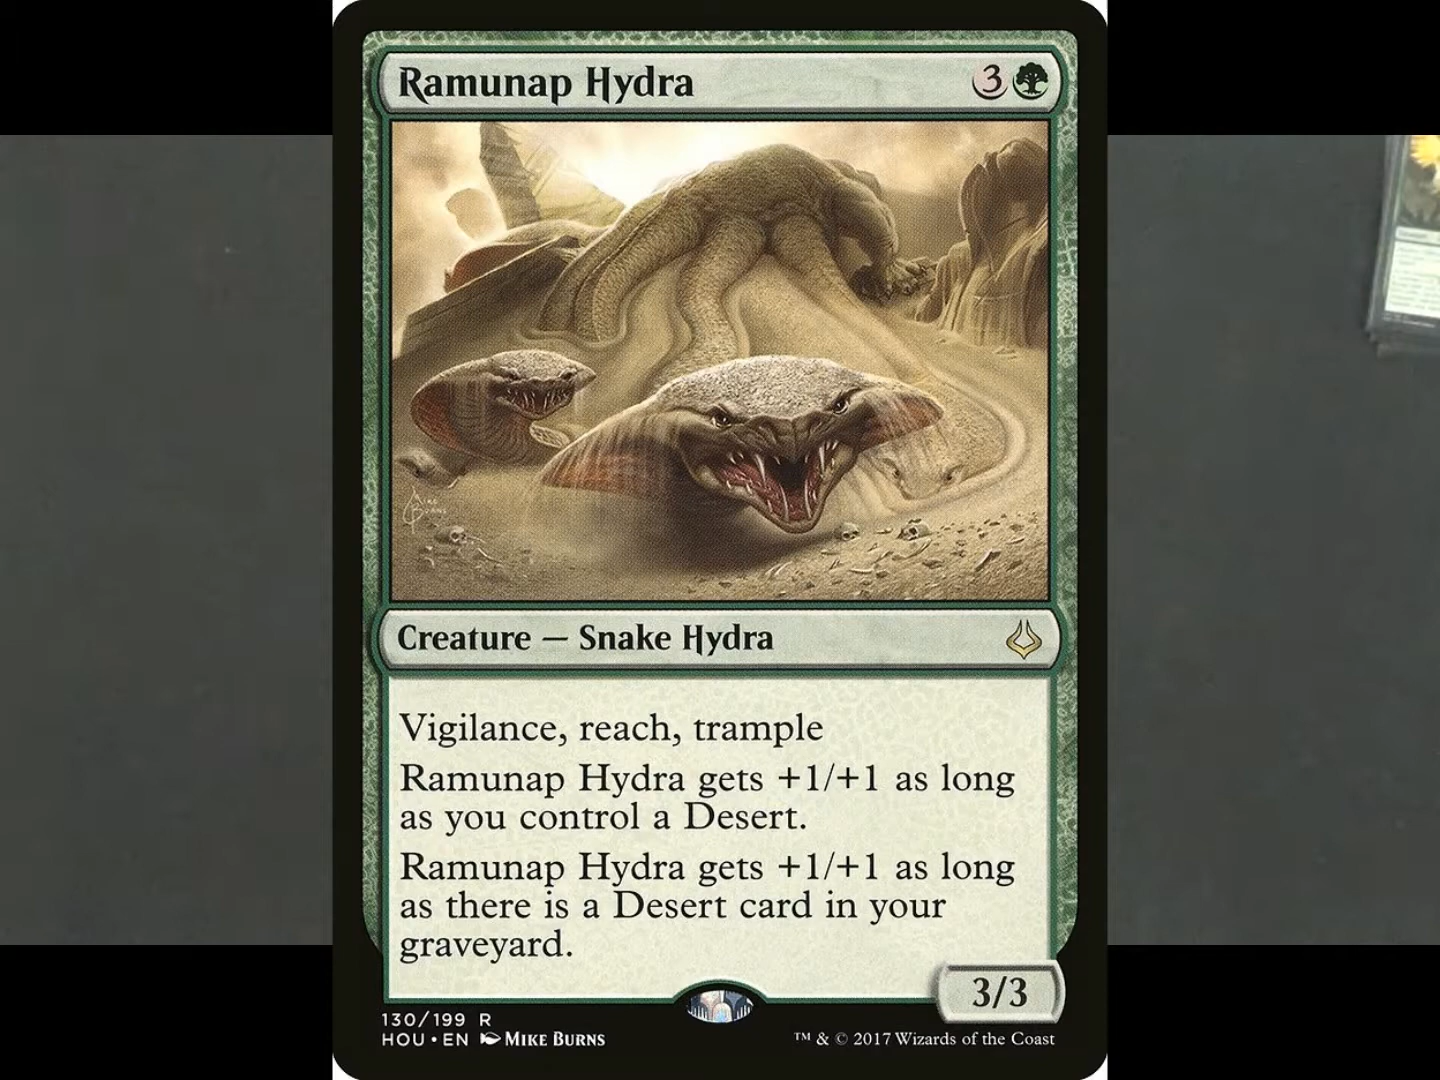 Ramunap Hydra 3
Creature — Snake Hydra
Vigilance, reach, trample
Ramunap Hydra gets +1/+1 as long
as you control a Desert.
Ramunap Hydra gets +1/+1 as long
as there is a Desert card in your
graveyard.
3/3
130/199 R
HOU • EN MIKE BURNS
™ & © 2017 Wizards of the Coast